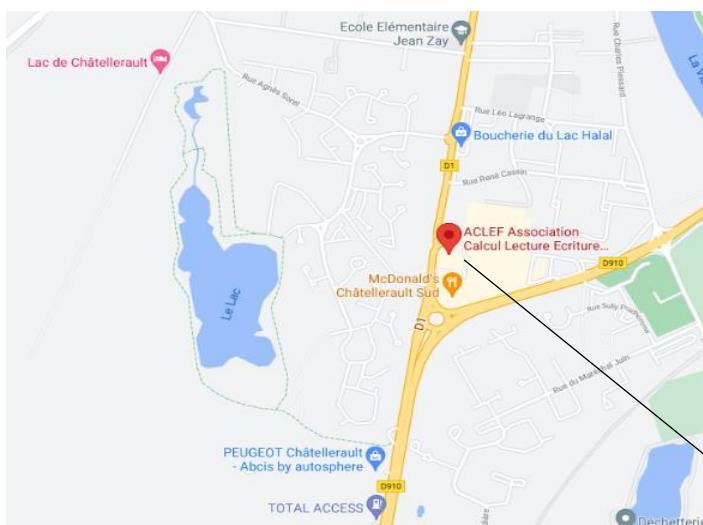 Ecole Elémentaire
Jean Zay
Lac de Châtellerault
Rue Charles Plessard
La V
Rue Agnès Sorel
Rue Léo Lagrange
Boucherie du Lac Halal
D1
Rue René Cassin
ACLEF Association
Calcul Lecture Ecriture...
D910
McDonald's
Châtellerault Sud
Le Lac
D1
Rue Sully Prudhomme
Rue du Maréchal Juin
PEUGEOT Châtellerault
- Abcis by autosphere
D910
TOTAL ACCESS
Déchetterie